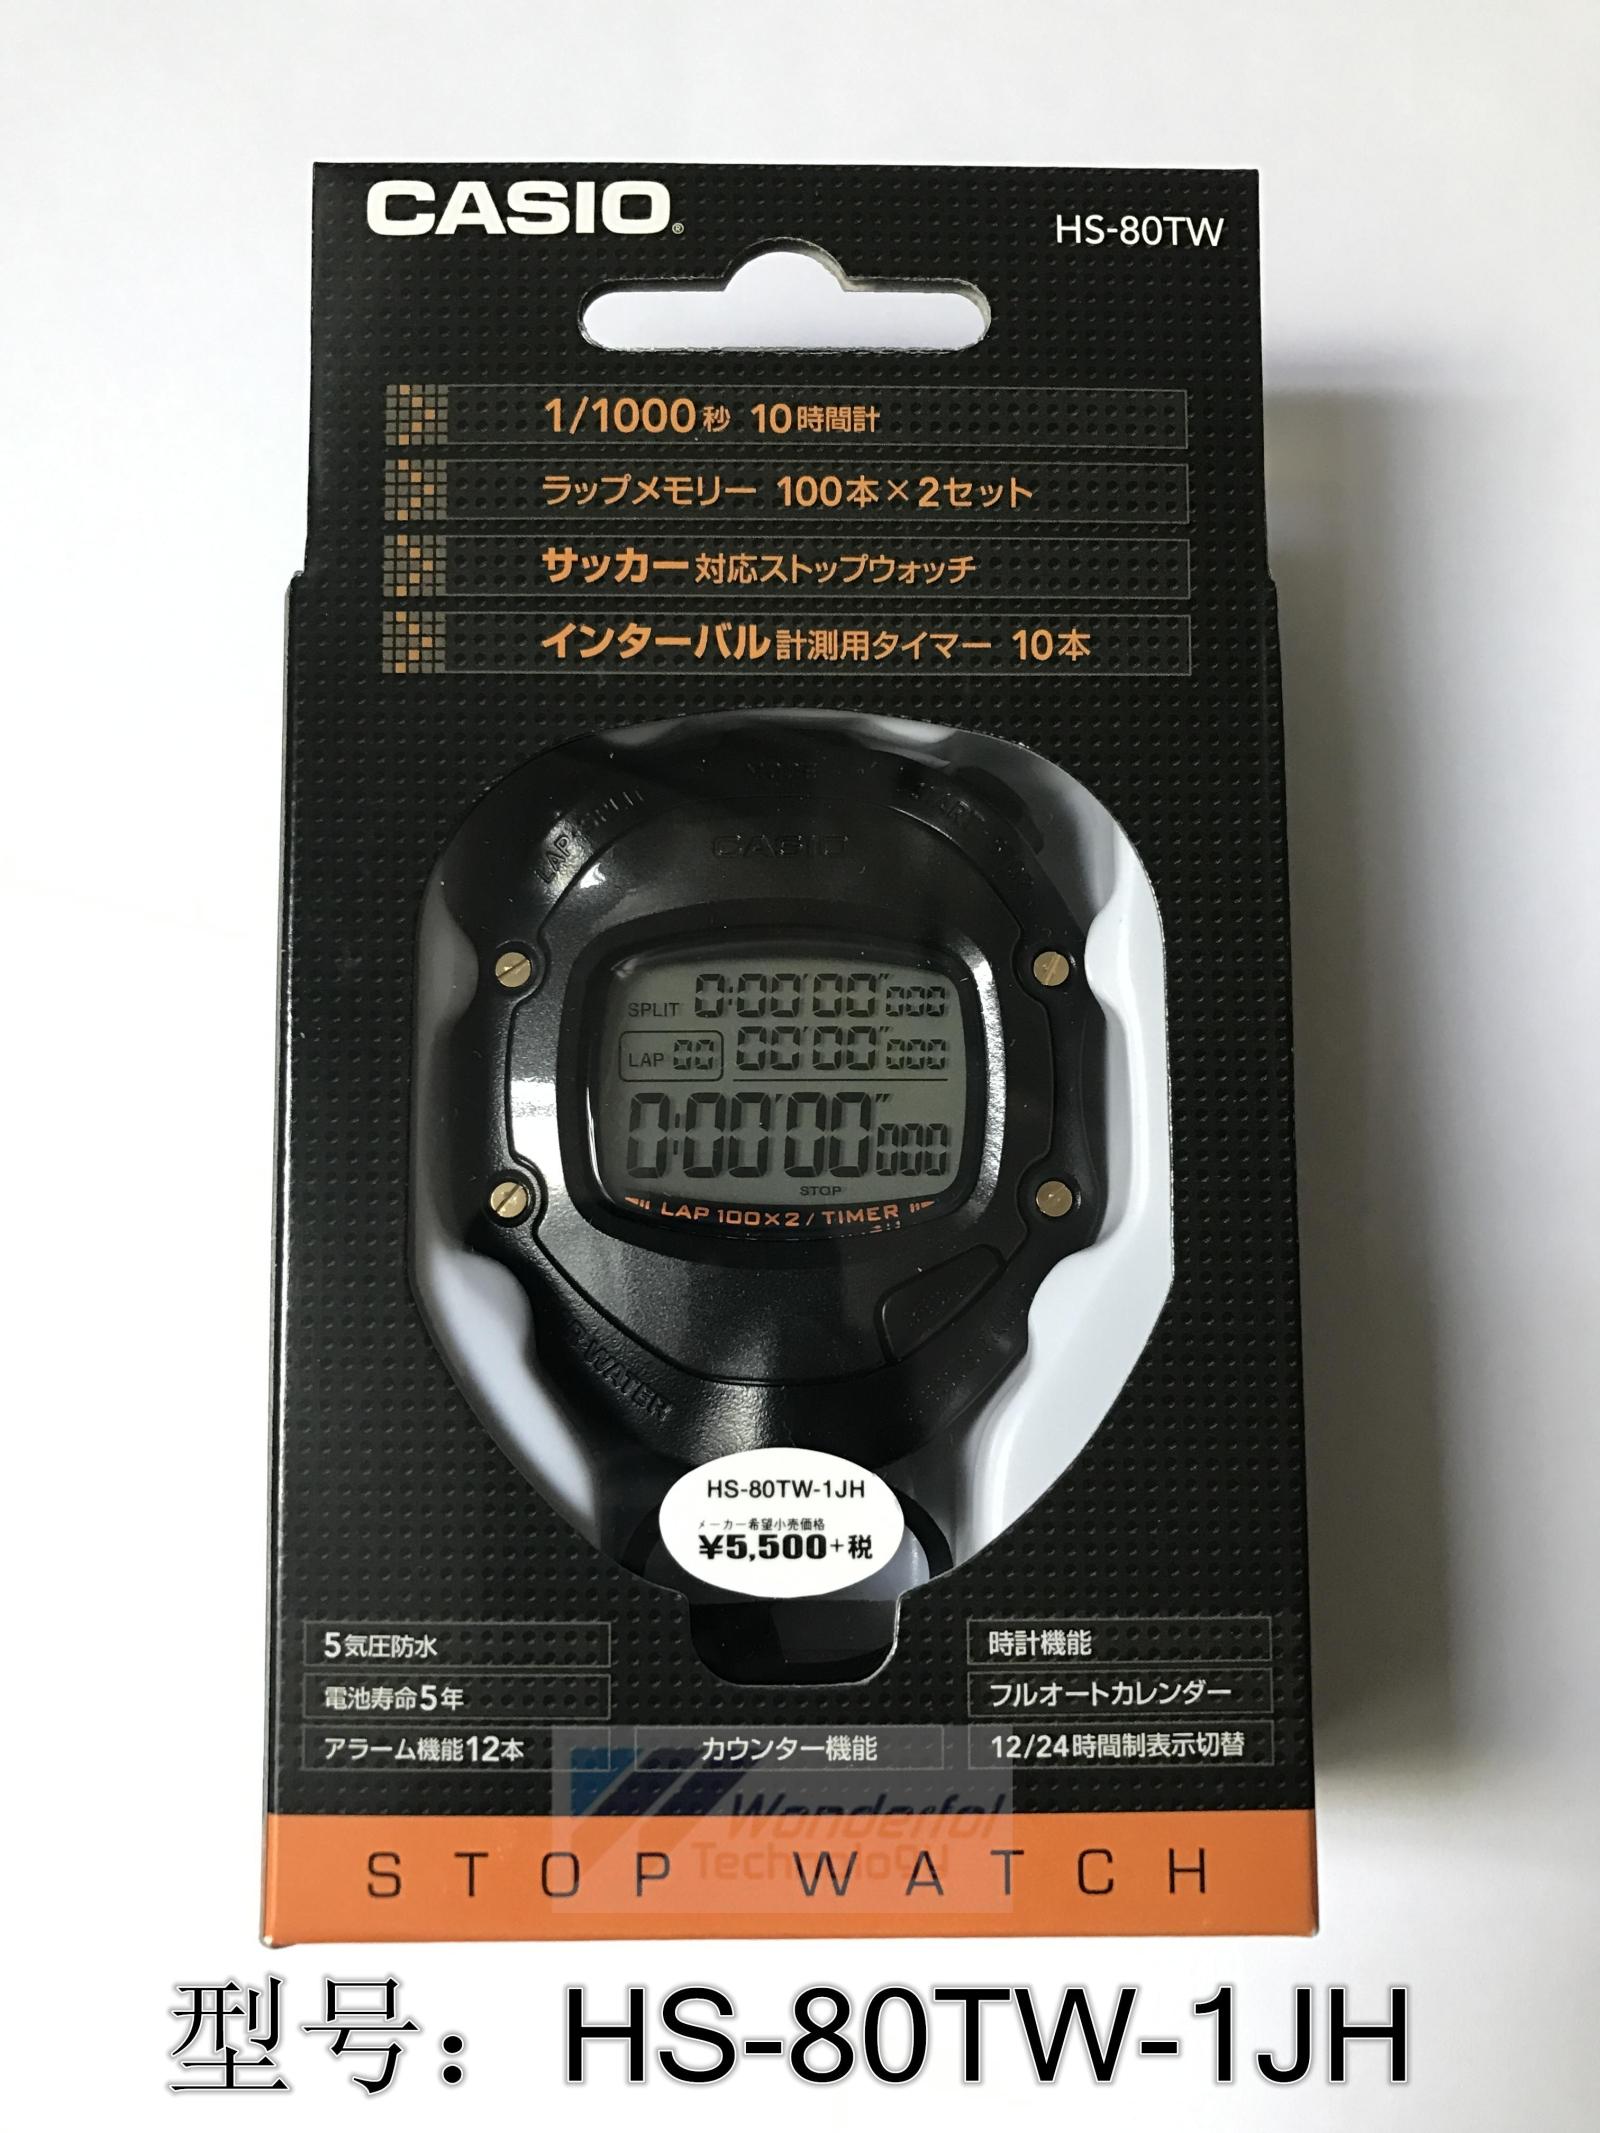 CASIO®
HS-80TW
1/1000秒 10時間計
ラップメモリー 100本×2セット
サッカー対応ストップウォッチ
インターバル計測用タイマー 10本
LAP SPLIT
CASIO
SPLIT 0:00'00"000
LAP 00 00'00"000
0:00'00"000
STOP
LAP 100X2/TIMER
WATER
HS-80TW-1JH
メーカー希望小売価格
¥5,500+税
5気圧防水
電池寿命5年
アラーム機能12本
カウンター機能
時計機能
フルオートカレンダー
12/24時間制表示切替
Wonderfol
Technology
STOP WATCH
型号：HS-80TW-1JH